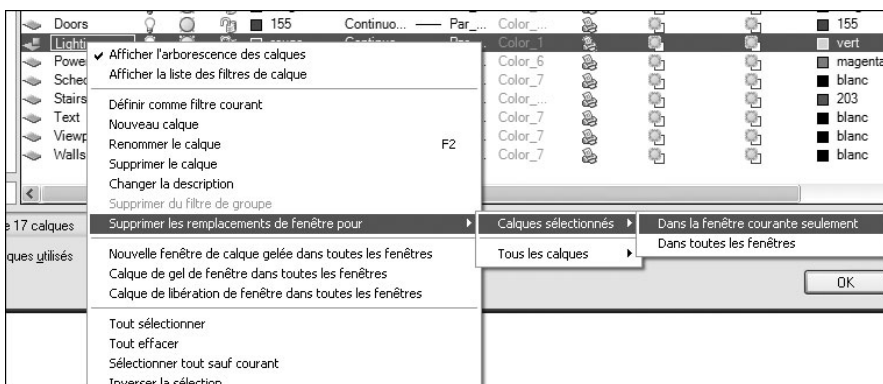 Doors 155 Continuo... Par_... Color_... 155
Lighti Color_1 vert
Powe Color_6 magenta
Sched Color_7 blanc
Stairs Color_... 203
Text Color_7 blanc
Viewp Color_7 blanc
Walls Color_7 blanc
Afficher l'arborescence des calques
Afficher la liste des filtres de calque
Définir comme filtre courant
Nouveau calque
Renommer le calque F2
Supprimer le calque
Changer la description
Supprimer du filtre de groupe
Supprimer les remplacements de fenêtre pour
Calques sélectionnés
Dans la fenêtre courante seulement
Dans toutes les fenêtres
Tous les calques
e 17 calques
ques utilisés
Nouvelle fenêtre de calque gelée dans toutes les fenêtres
Calque de gel de fenêtre dans toutes les fenêtres
Calque de libération de fenêtre dans toutes les fenêtres
OK
Tout sélectionner
Tout effacer
Sélectionner tout sauf courant
Inverser la sélection